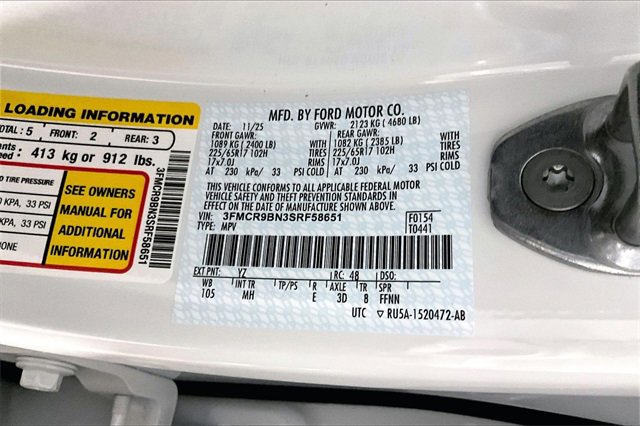 TIRE AND LOADING INFORMATION
TOTAL: 5 FRONT: 2 REAR: 3
413 kg or 912 lbs.
TIRE PRESSURE
KPA, 33 PSI
KPA, 33 PSI
NONE
SEE OWNERS
MANUAL FOR
ADDITIONAL
INFORMATION
3FMCR9BN3SRF58651
MFD. BY FORD MOTOR CO.
DATE: 11/25 GVWR: 2123 KG ( 4680 LB)
FRONT GAWR: REAR GAWR:
1089 KG ( 2400 LB) WITH 1082 KG ( 2385 LB) WITH
225/65R17 102H TIRES 225/65R17 102H TIRES
17x7.0J RIMS 17x7.0J RIMS
AT 230 kPa/ 33 PSI COLD AT 230 kPa/ 33 PSI COLD
THIS VEHICLE CONFORMS TO ALL APPLICABLE FEDERAL MOTOR
VEHICLE SAFETY AND THEFT PREVENTION STANDARDS IN
EFFECT ON THE DATE OF MANUFACTURE SHOWN ABOVE.
VIN: 3FMCR9BN3SRF58651 F0154
TYPE: MPV T0441
EXT PNT: YZ RC: 48 DSO:
WB INT TR TP/PS R AXLE TR SPR
105 MH E 3D 8 FFNN
UTC ▽ RU5A-1520472-AB